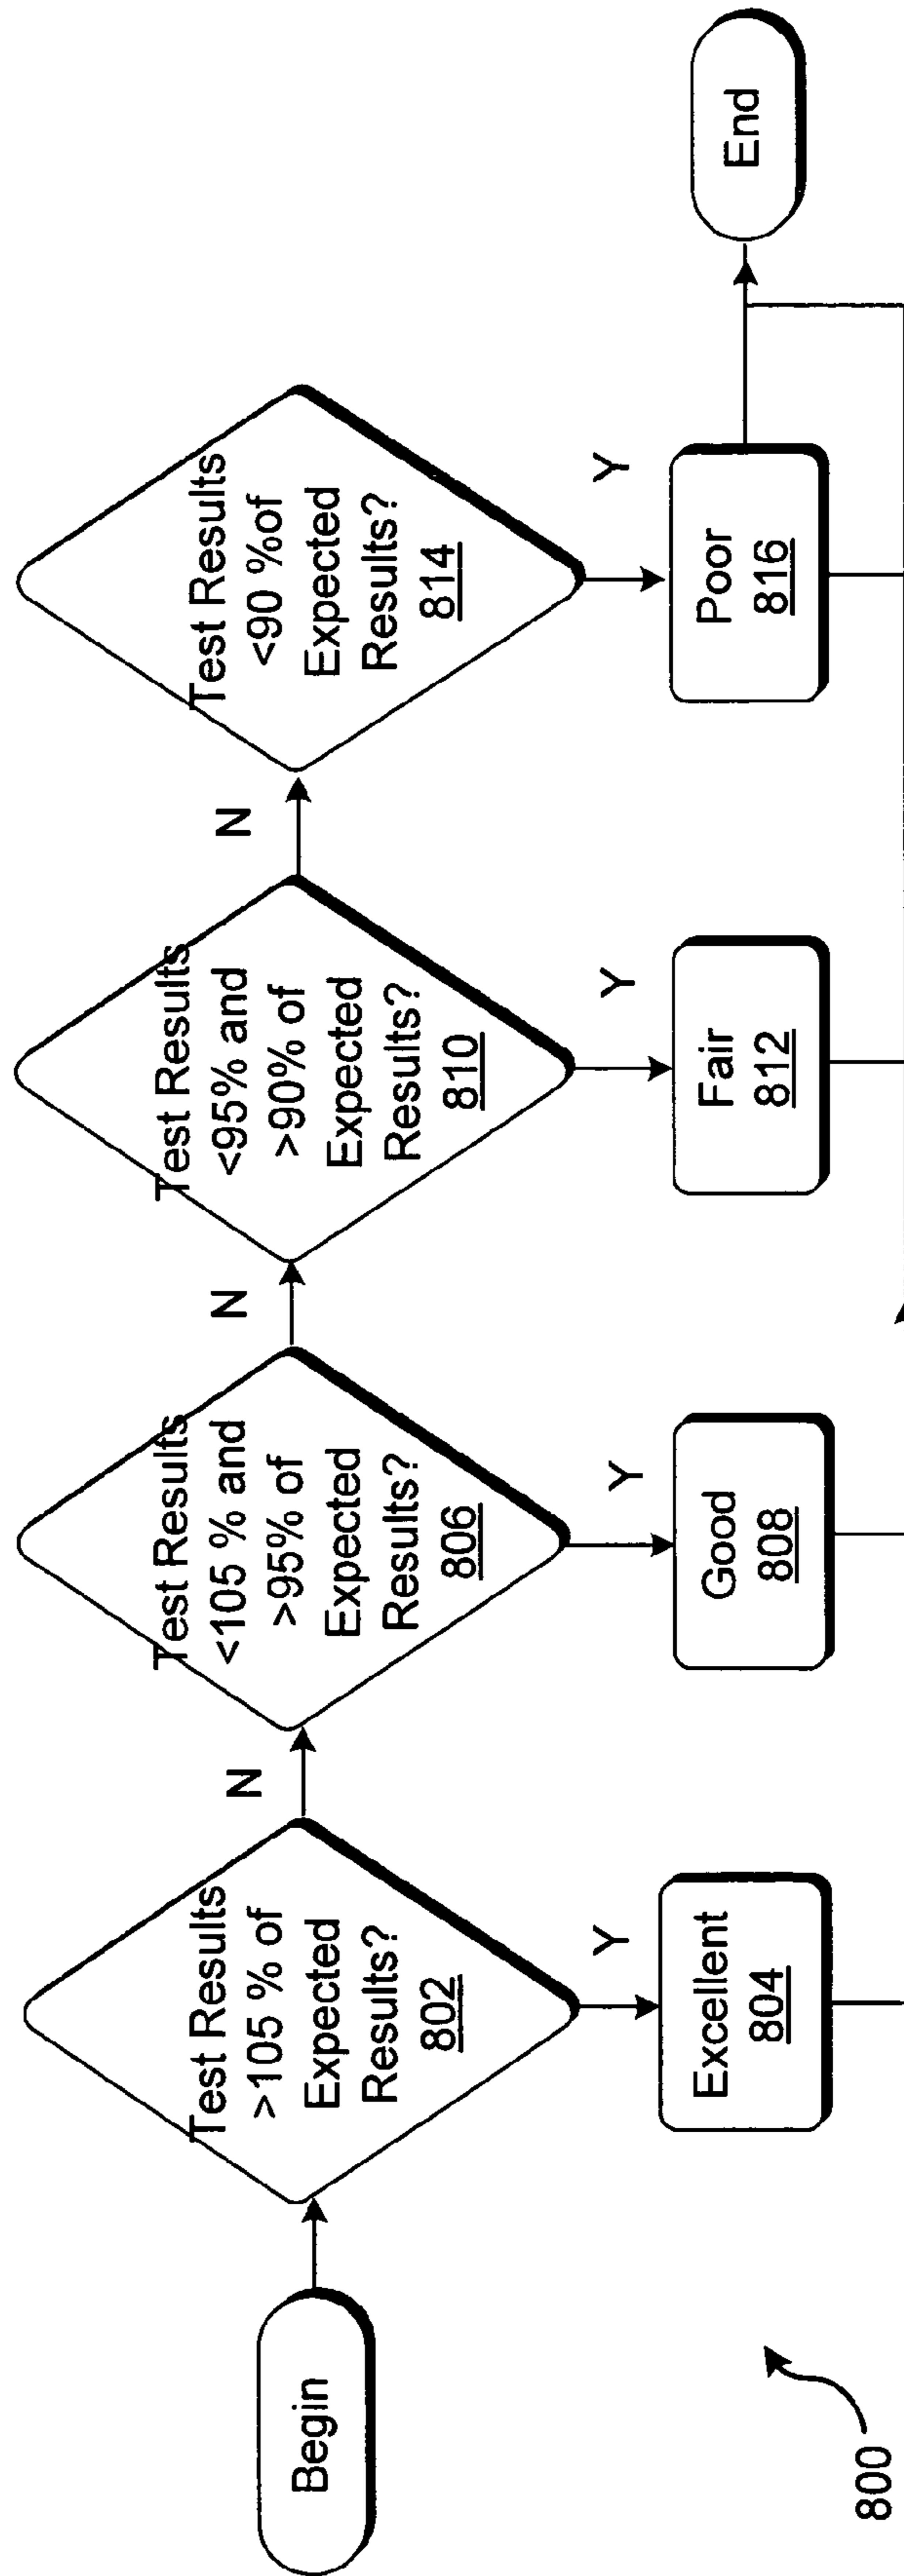 Begin
Test Results
>105 % of
Expected
Results?
802
Y
Excellent
804
N
Test Results
<105 % and
>95% of
Expected
Results?
806
Y
Good
808
N
Test Results
<95% and
>90% of
Expected
Results?
810
Y
Fair
812
N
Test Results
<90 %of
Expected
Results?
814
Y
Poor
816
End
800